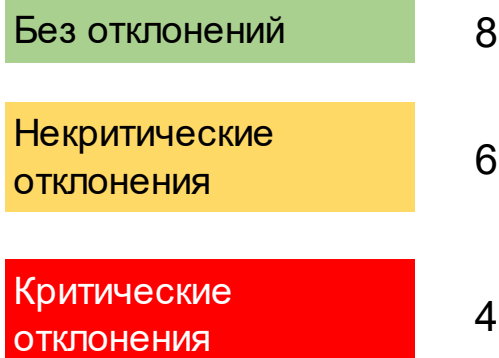 Без отклонений 8
Некритические
отклонения 6
Критические
отклонения 4